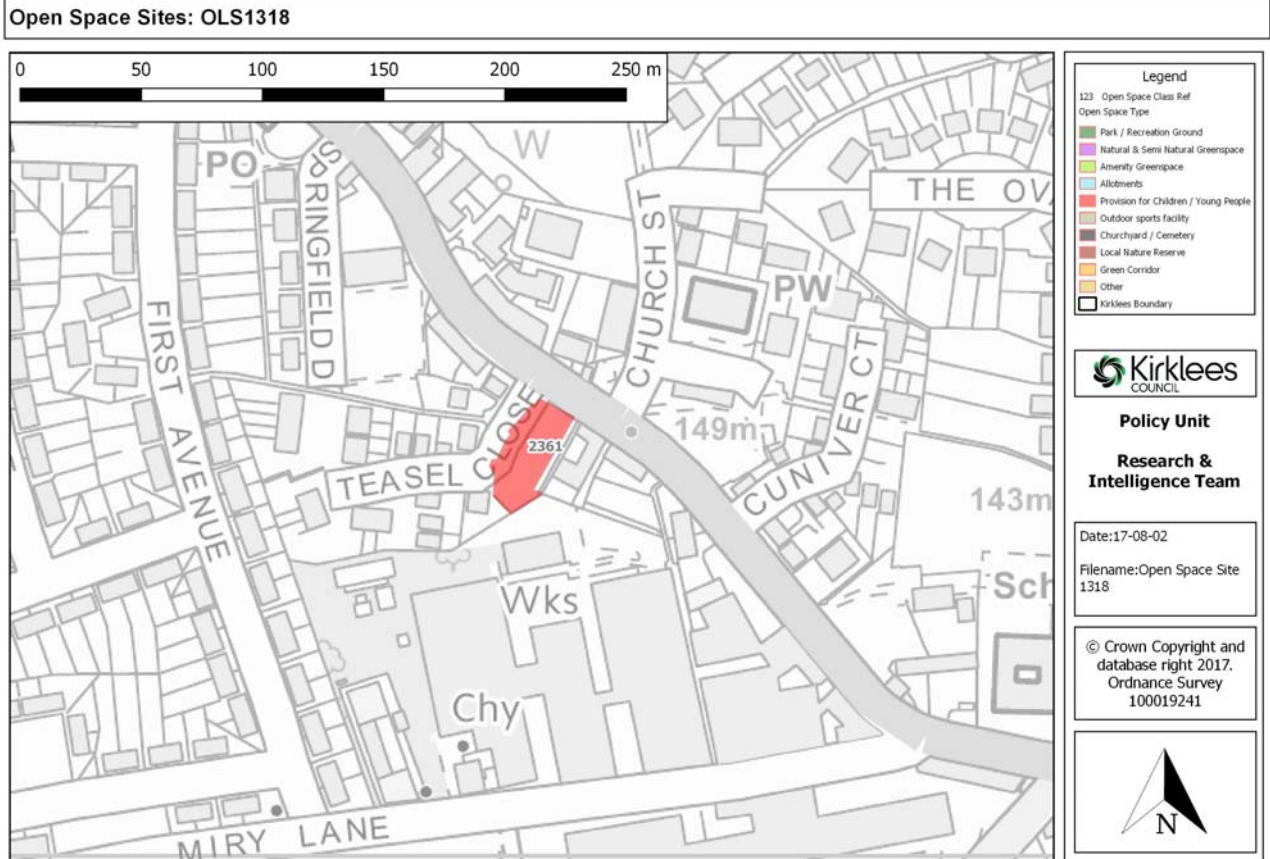 Open Space Sites: OLS1318
0 50 100 150 200 250 m
W
PO
SPRINGFIELD D
CHURCH ST
THE OVA
PW
FIRST AVENUE
CUNIVER CT
TEASEL CLOSE
2361
149m
143m
Sch
Wks
Chy
MIRY LANE
Legend
123 Open Space Class Ref
Open Space Type
Park / Recreation Ground
Natural & Semi Natural Greenspace
Amenity Greenspace
Allotments
Provision for Children / Young People
Outdoor sports facility
Churchyard / Cemetery
Local Nature Reserve
Green Corridor
Other
Kirklees Boundary
Kirklees
COUNCIL
Policy Unit
Research &
Intelligence Team
Date:17-08-02
Filename:Open Space Site
1318
© Crown Copyright and
database right 2017.
Ordnance Survey
100019241
N